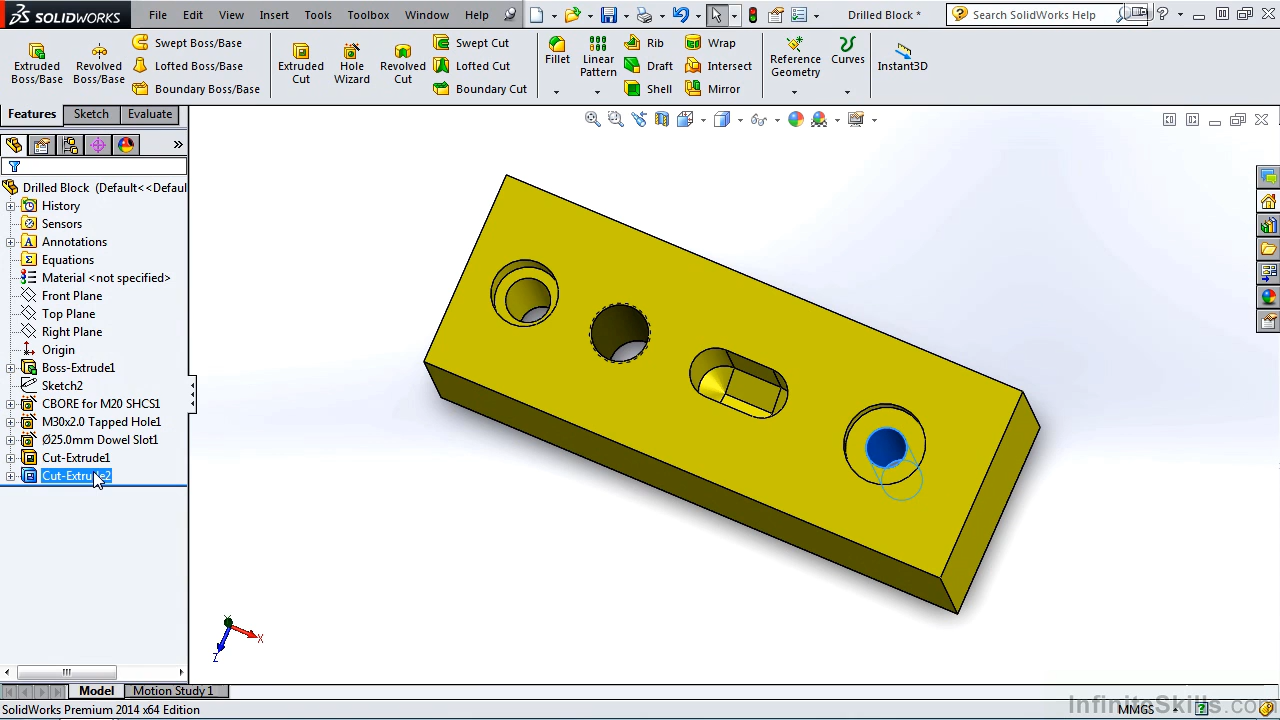 SOLIDWORKS File Edit View Insert Tools Toolbox Window Help Drilled Block * Search SolidWorks Help
Extruded Boss/Base
Revolved Boss/Base
Swept Boss/Base
Lofted Boss/Base
Boundary Boss/Base
Extruded Cut
Hole Wizard
Revolved Cut
Swept Cut
Lofted Cut
Boundary Cut
Fillet
Linear Pattern
Rib
Draft
Shell
Wrap
Intersect
Mirror
Reference Geometry
Curves
Instant3D
Features Sketch Evaluate
Drilled Block (Default<<Defaul
History
Sensors
Annotations
Equations
Material <not specified>
Front Plane
Top Plane
Right Plane
Origin
Boss-Extrude1
Sketch2
CBORE for M20 SHCS1
M30x2.0 Tapped Hole1
Ø25.0mm Dowel Slot1
Cut-Extrude1
Cut-Extrude2
Y
X
Z
Model Motion Study 1
SolidWorks Premium 2014 x64 Edition
MMGS
InfiniteSkills.com